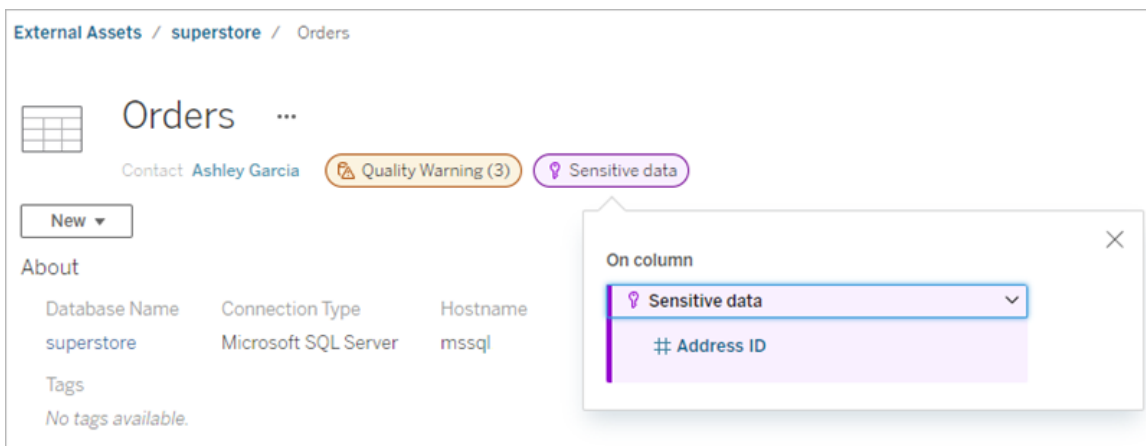 External Assets / superstore / Orders
Orders ...
Contact Ashley Garcia Quality Warning (3) Sensitive data
New
About
Database Name Connection Type Hostname
superstore Microsoft SQL Server mssql
Tags
No tags available.
On column
Sensitive data
# Address ID